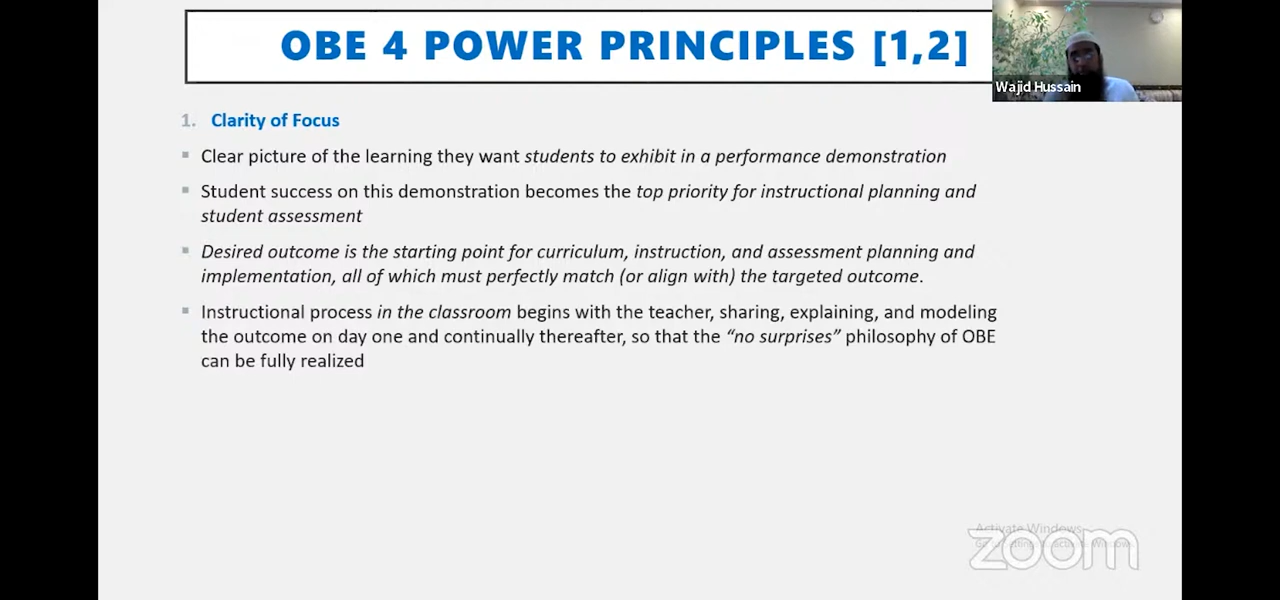 OBE 4 POWER PRINCIPLES [1,2]
Wajid Hussain
1. Clarity of Focus
▪ Clear picture of the learning they want students to exhibit in a performance demonstration
▪ Student success on this demonstration becomes the top priority for instructional planning and
student assessment
▪ Desired outcome is the starting point for curriculum, instruction, and assessment planning and
implementation, all of which must perfectly match (or align with) the targeted outcome.
▪ Instructional process in the classroom begins with the teacher, sharing, explaining, and modeling
the outcome on day one and continually thereafter, so that the “no surprises” philosophy of OBE
can be fully realized
Activate Windows
zoom